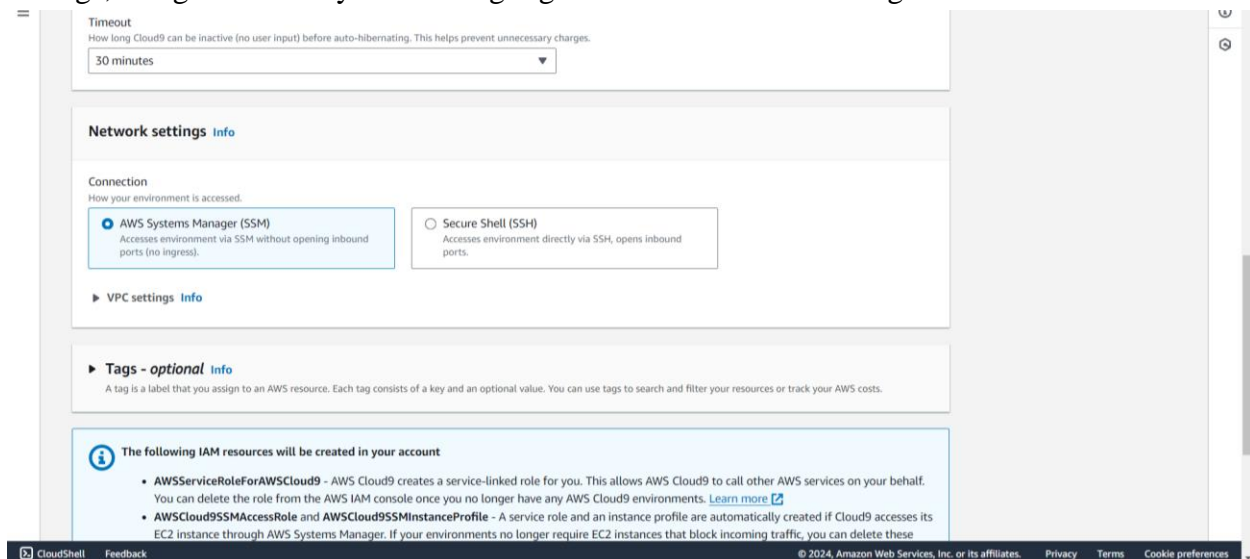 Timeout
How long Cloud9 can be inactive (no user input) before auto-hibernating. This helps prevent unnecessary charges.
30 minutes
Network settings Info
Connection
How your environment is accessed.
AWS Systems Manager (SSM)
Accesses environment via SSM without opening inbound
ports (no ingress).
Secure Shell (SSH)
Accesses environment directly via SSH, opens inbound
ports.
VPC settings Info
Tags - optional Info
A tag is a label that you assign to an AWS resource. Each tag consists of a key and an optional value. You can use tags to search and filter your resources or track your AWS costs.
The following IAM resources will be created in your account
• AWSServiceRoleForAWSCloud9 - AWS Cloud9 creates a service-linked role for you. This allows AWS Cloud9 to call other AWS services on your behalf.
You can delete the role from the AWS IAM console once you no longer have any AWS Cloud9 environments. Learn more
• AWSCloud9SSMAccessRole and AWSCloud9SSMInstanceProfile - A service role and an instance profile are automatically created if Cloud9 accesses its
EC2 instance through AWS Systems Manager. If your environments no longer require EC2 instances that block incoming traffic, you can delete these
CloudShell Feedback © 2024, Amazon Web Services, Inc. or its affiliates. Privacy Terms Cookie preferences